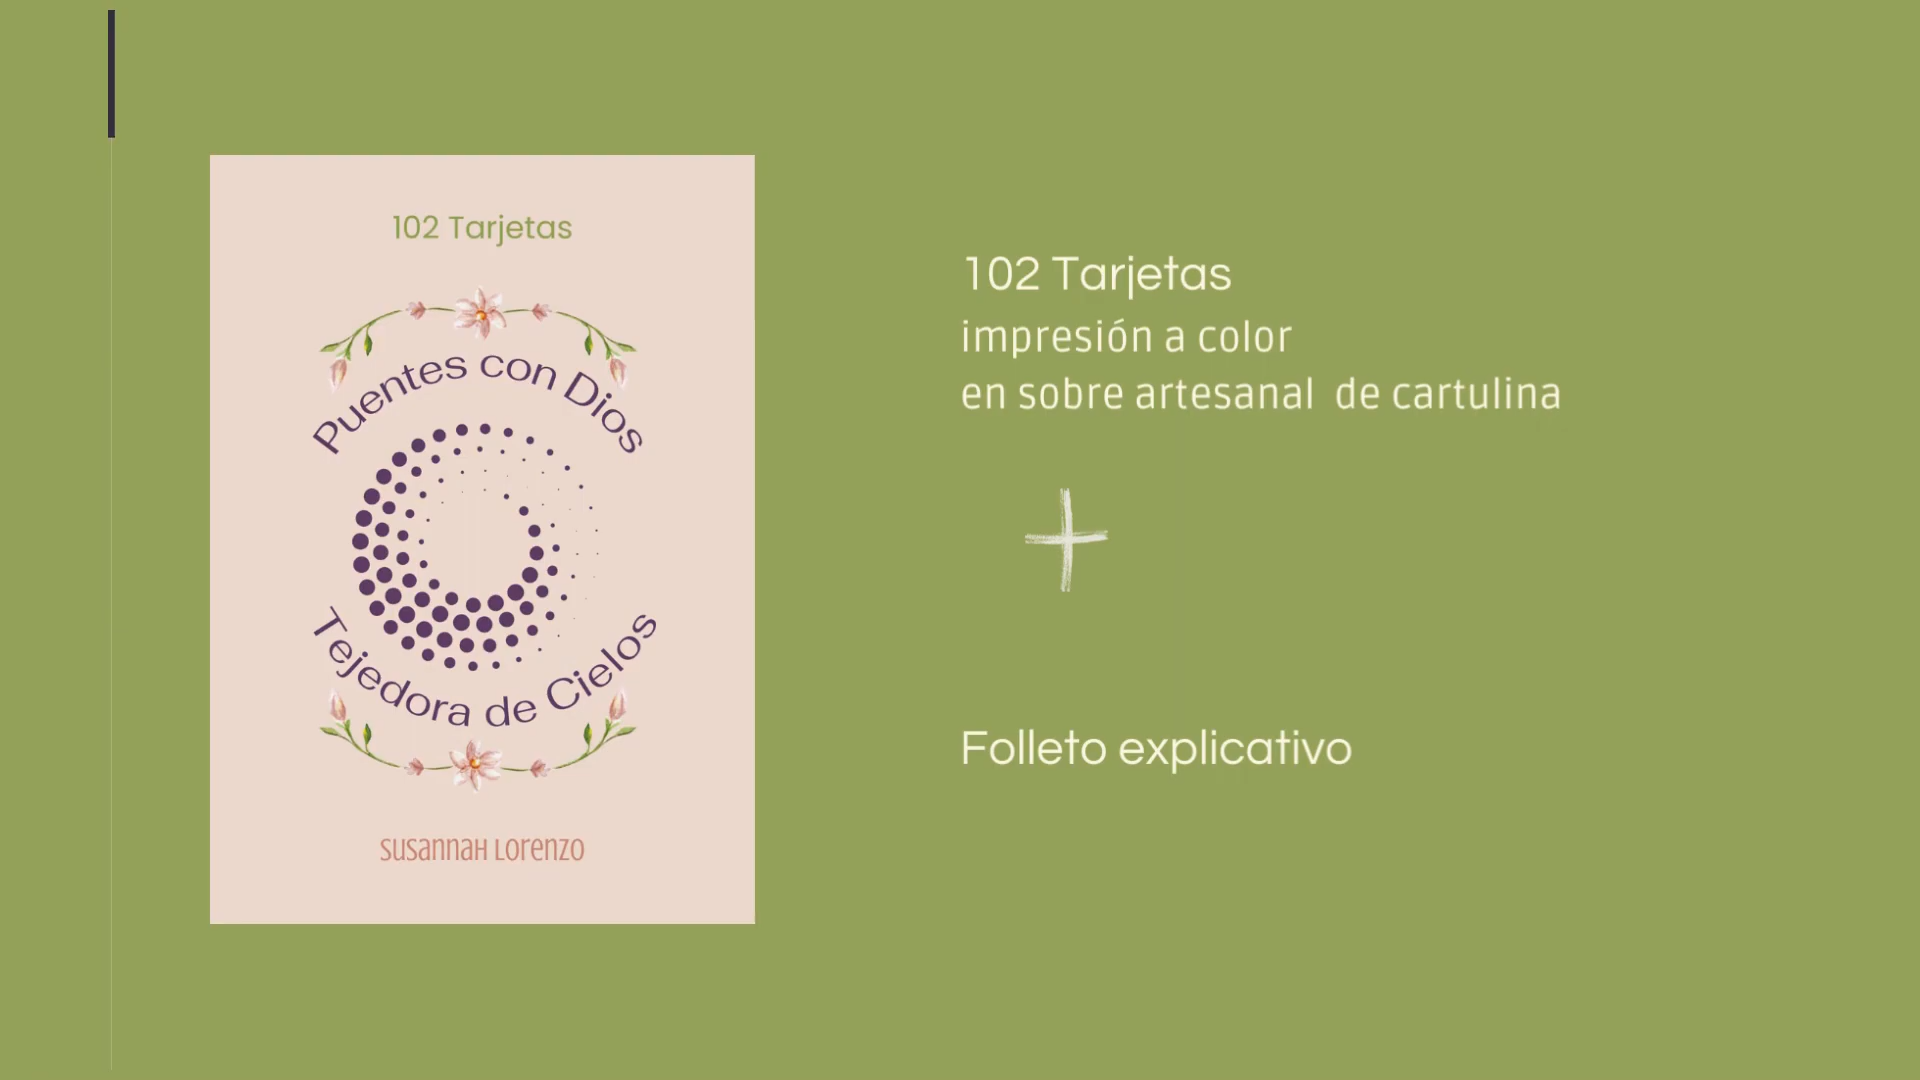 102 Tarjetas
Puentes con Dios
Tejedora de Cielos
susannah Lorenzo
102 Tarjetas
impresión a color
en sobre artesanal de cartulina
+
Folleto explicativo